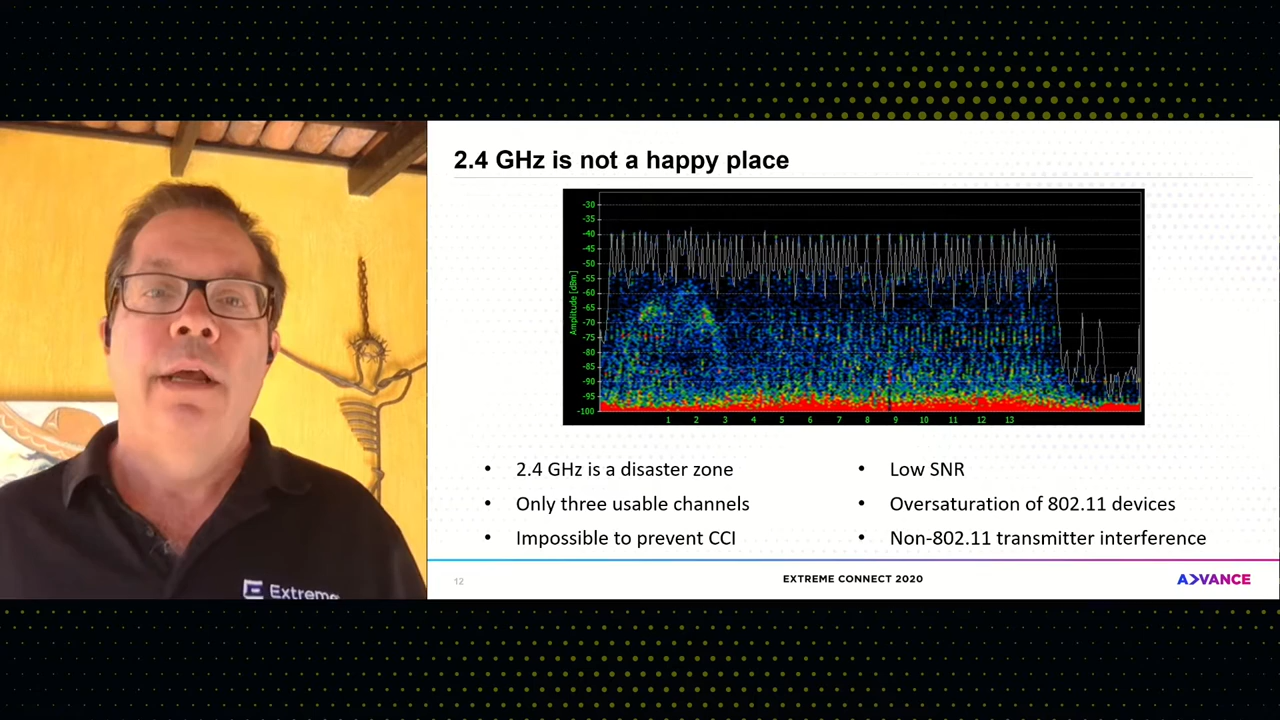 2.4 GHz is not a happy place
Amplitude [dBm]
-30
-35
-40
-45
-50
-55
-60
-65
-70
-75
-80
-85
-90
-95
-100
1 2 3 4 5 6 7 8 9 10 11 12 13
• 2.4 GHz is a disaster zone
• Only three usable channels
• Impossible to prevent CCI
• Low SNR
• Oversaturation of 802.11 devices
• Non-802.11 transmitter interference
Extreme
12
EXTREME CONNECT 2020
ADVANCE